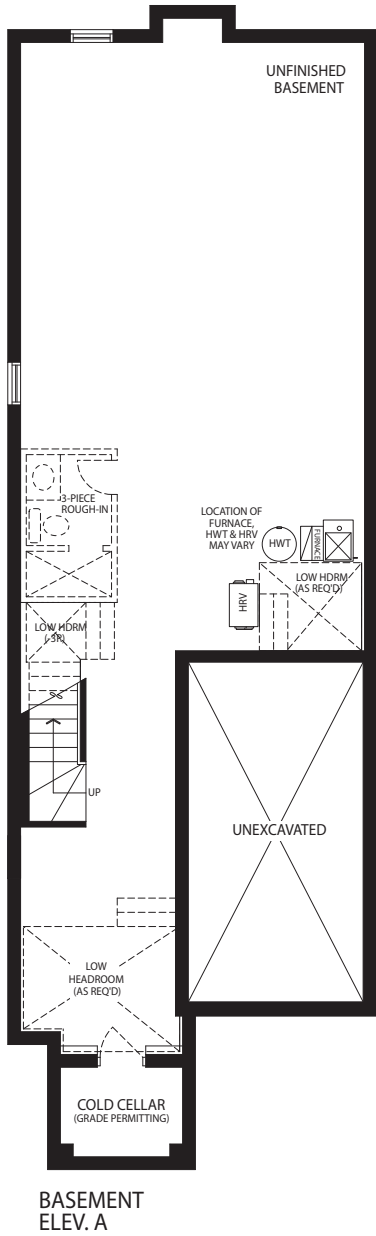 UNFINISHED
BASEMENT
3-PIECE
ROUGH-IN
LOCATION OF
FURNACE,
HWT & HRV
MAY VARY
HWT
FURNACE
LOW HDRM
(AS REQ'D)
HRV
LOW HDRM
(-3R)
UP
UNEXCAVATED
LOW
HEADROOM
(AS REQ'D)
COLD CELLAR
(GRADE PERMITTING)
BASEMENT
ELEV. A